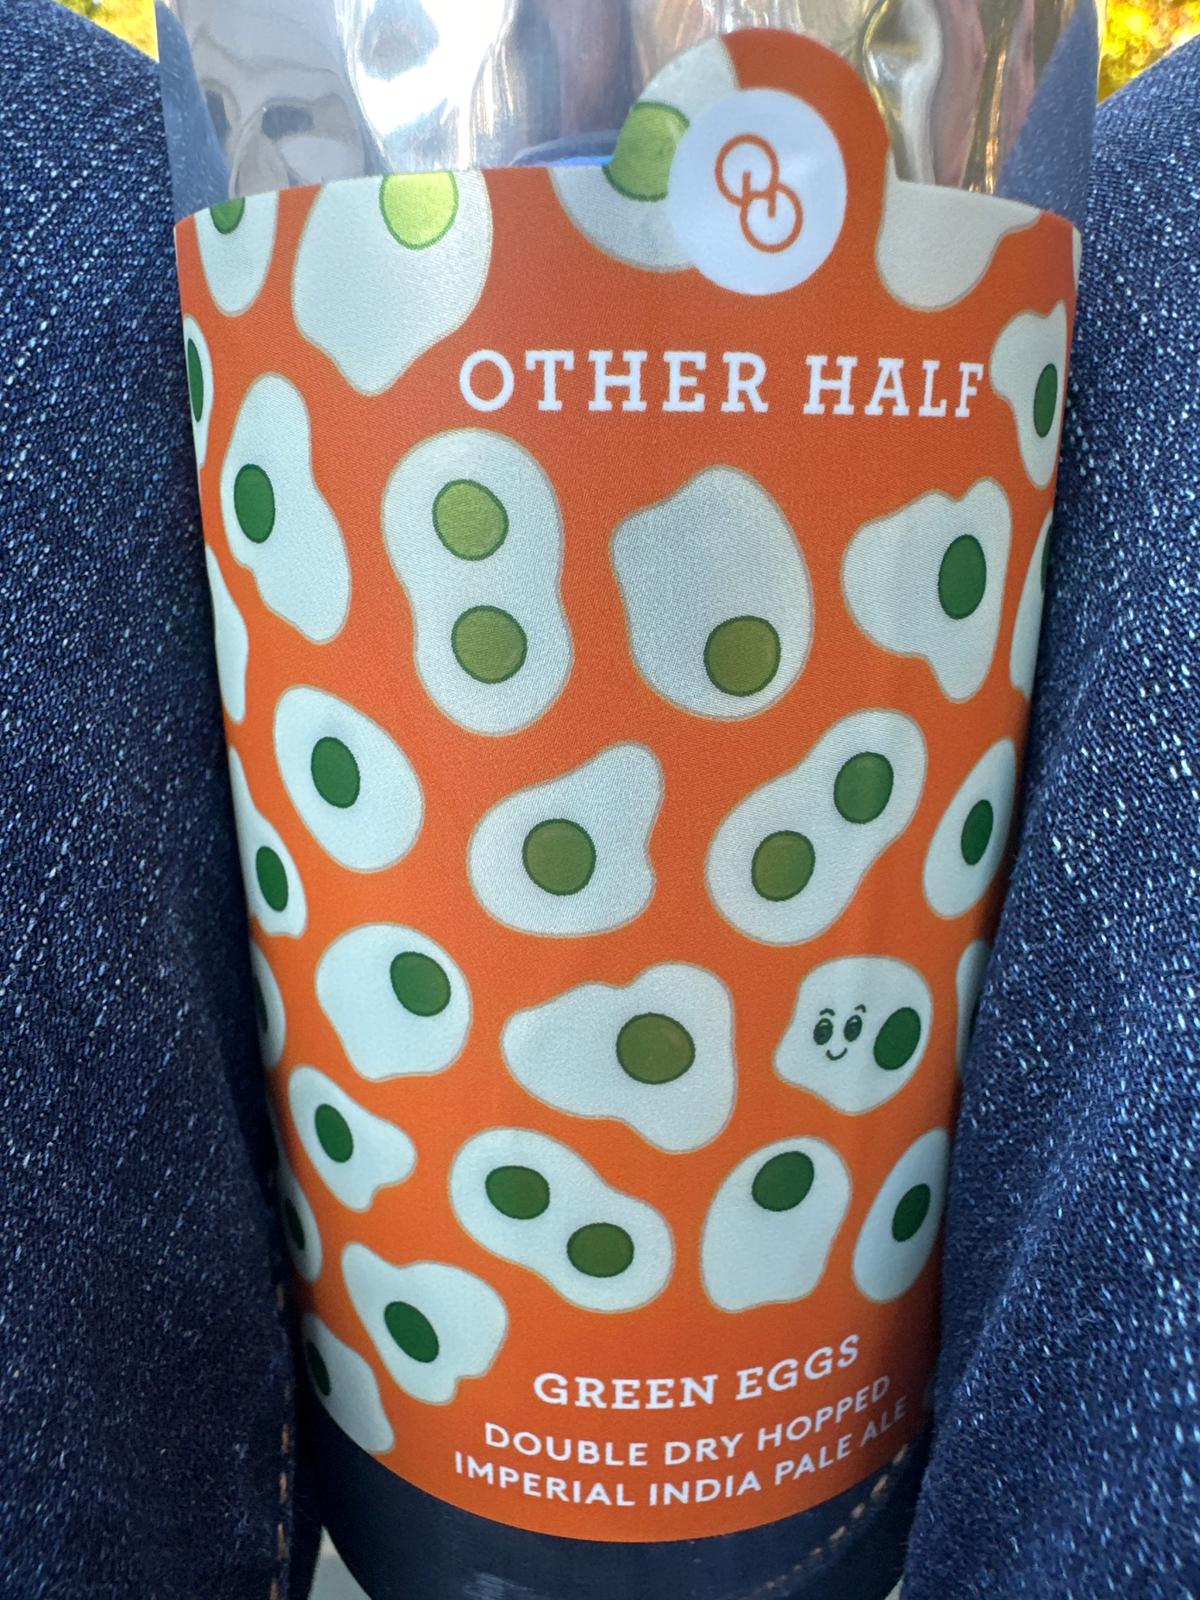 OTHER HALF
GREEN EGGS
DOUBLE DRY HOPPED
IMPERIAL INDIA PALE ALE